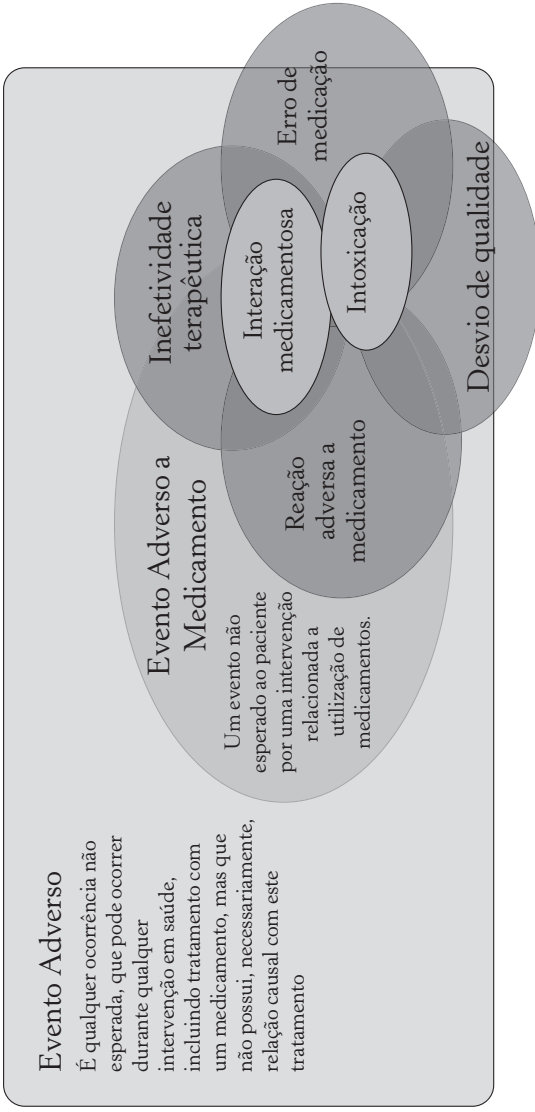 Evento Adverso
É qualquer ocorrência não
esperada, que pode ocorrer
durante qualquer
intervenção em saúde,
incluindo tratamento com
um medicamento, mas que
não possui, necessariamente,
relação causal com este
tratamento
Evento Adverso a
Medicamento
Um evento não
esperado ao paciente
por uma intervenção
relacionada a
utilização de
medicamentos.
Reação
adversa a
medicamento
Inefetividade
terapêutica
Interação
medicamentosa
Intoxicação
Erro de
medicação
Desvio de qualidade